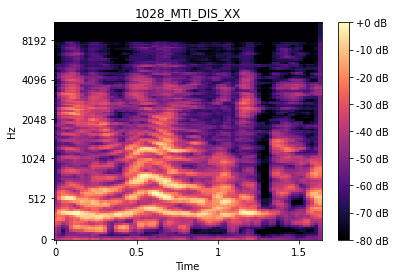 1028_MTI_DIS_XX
+0 dB
8192
-10 dB
4096
-20 dB
-30 dB
2048
Hz
-40 dB
1024
-50 dB
512
-60 dB
-70 dB
0
-80 dB
0
0.5
1
1.5
Time